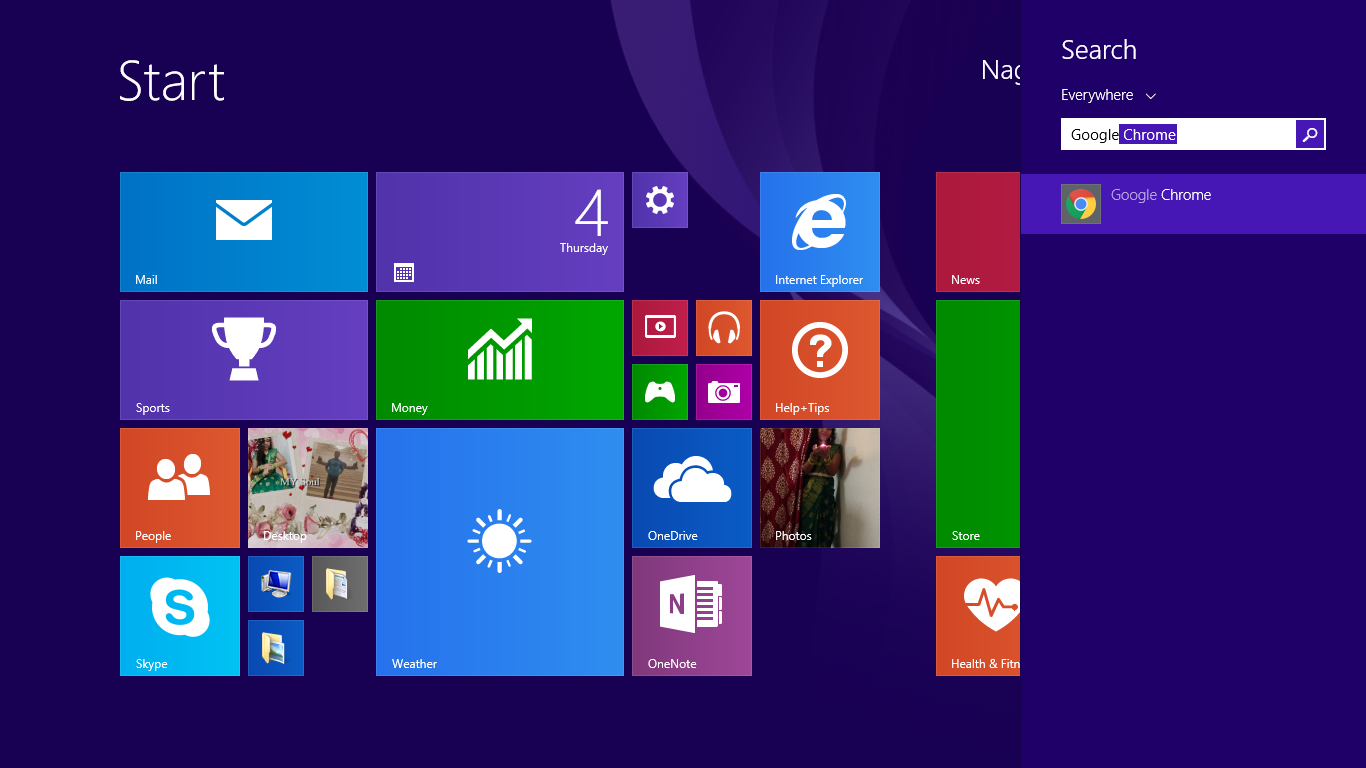 Start
Nag
Search
Everywhere
Google Chrome
Google Chrome
Mail
4
Thursday
Internet Explorer
News
Sports
Money
Help+Tips
People
MY Soul
Desktop
OneDrive
Photos
Store
Skype
Weather
N
OneNote
Health & Fitn